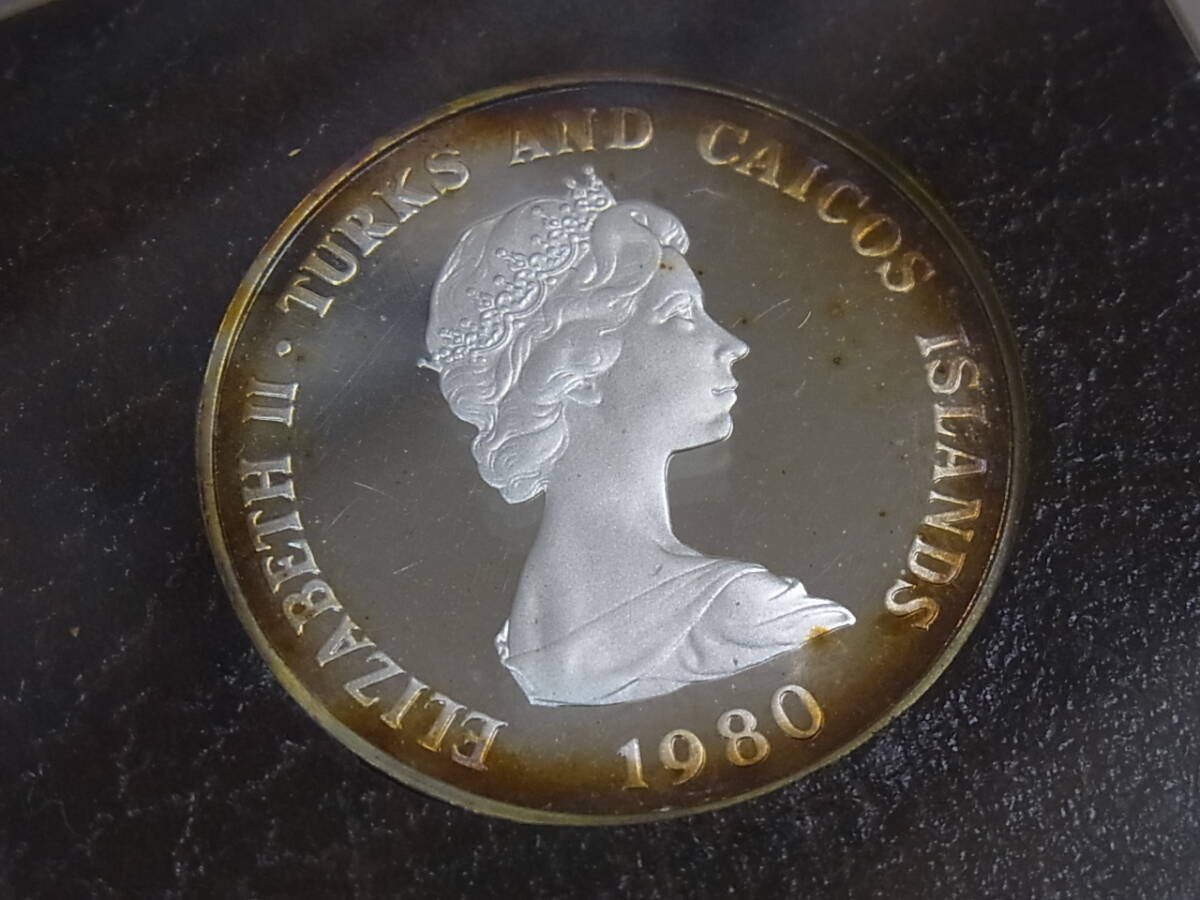 ELIZABETH II · TURKS AND CAICOS ISLANDS
1980